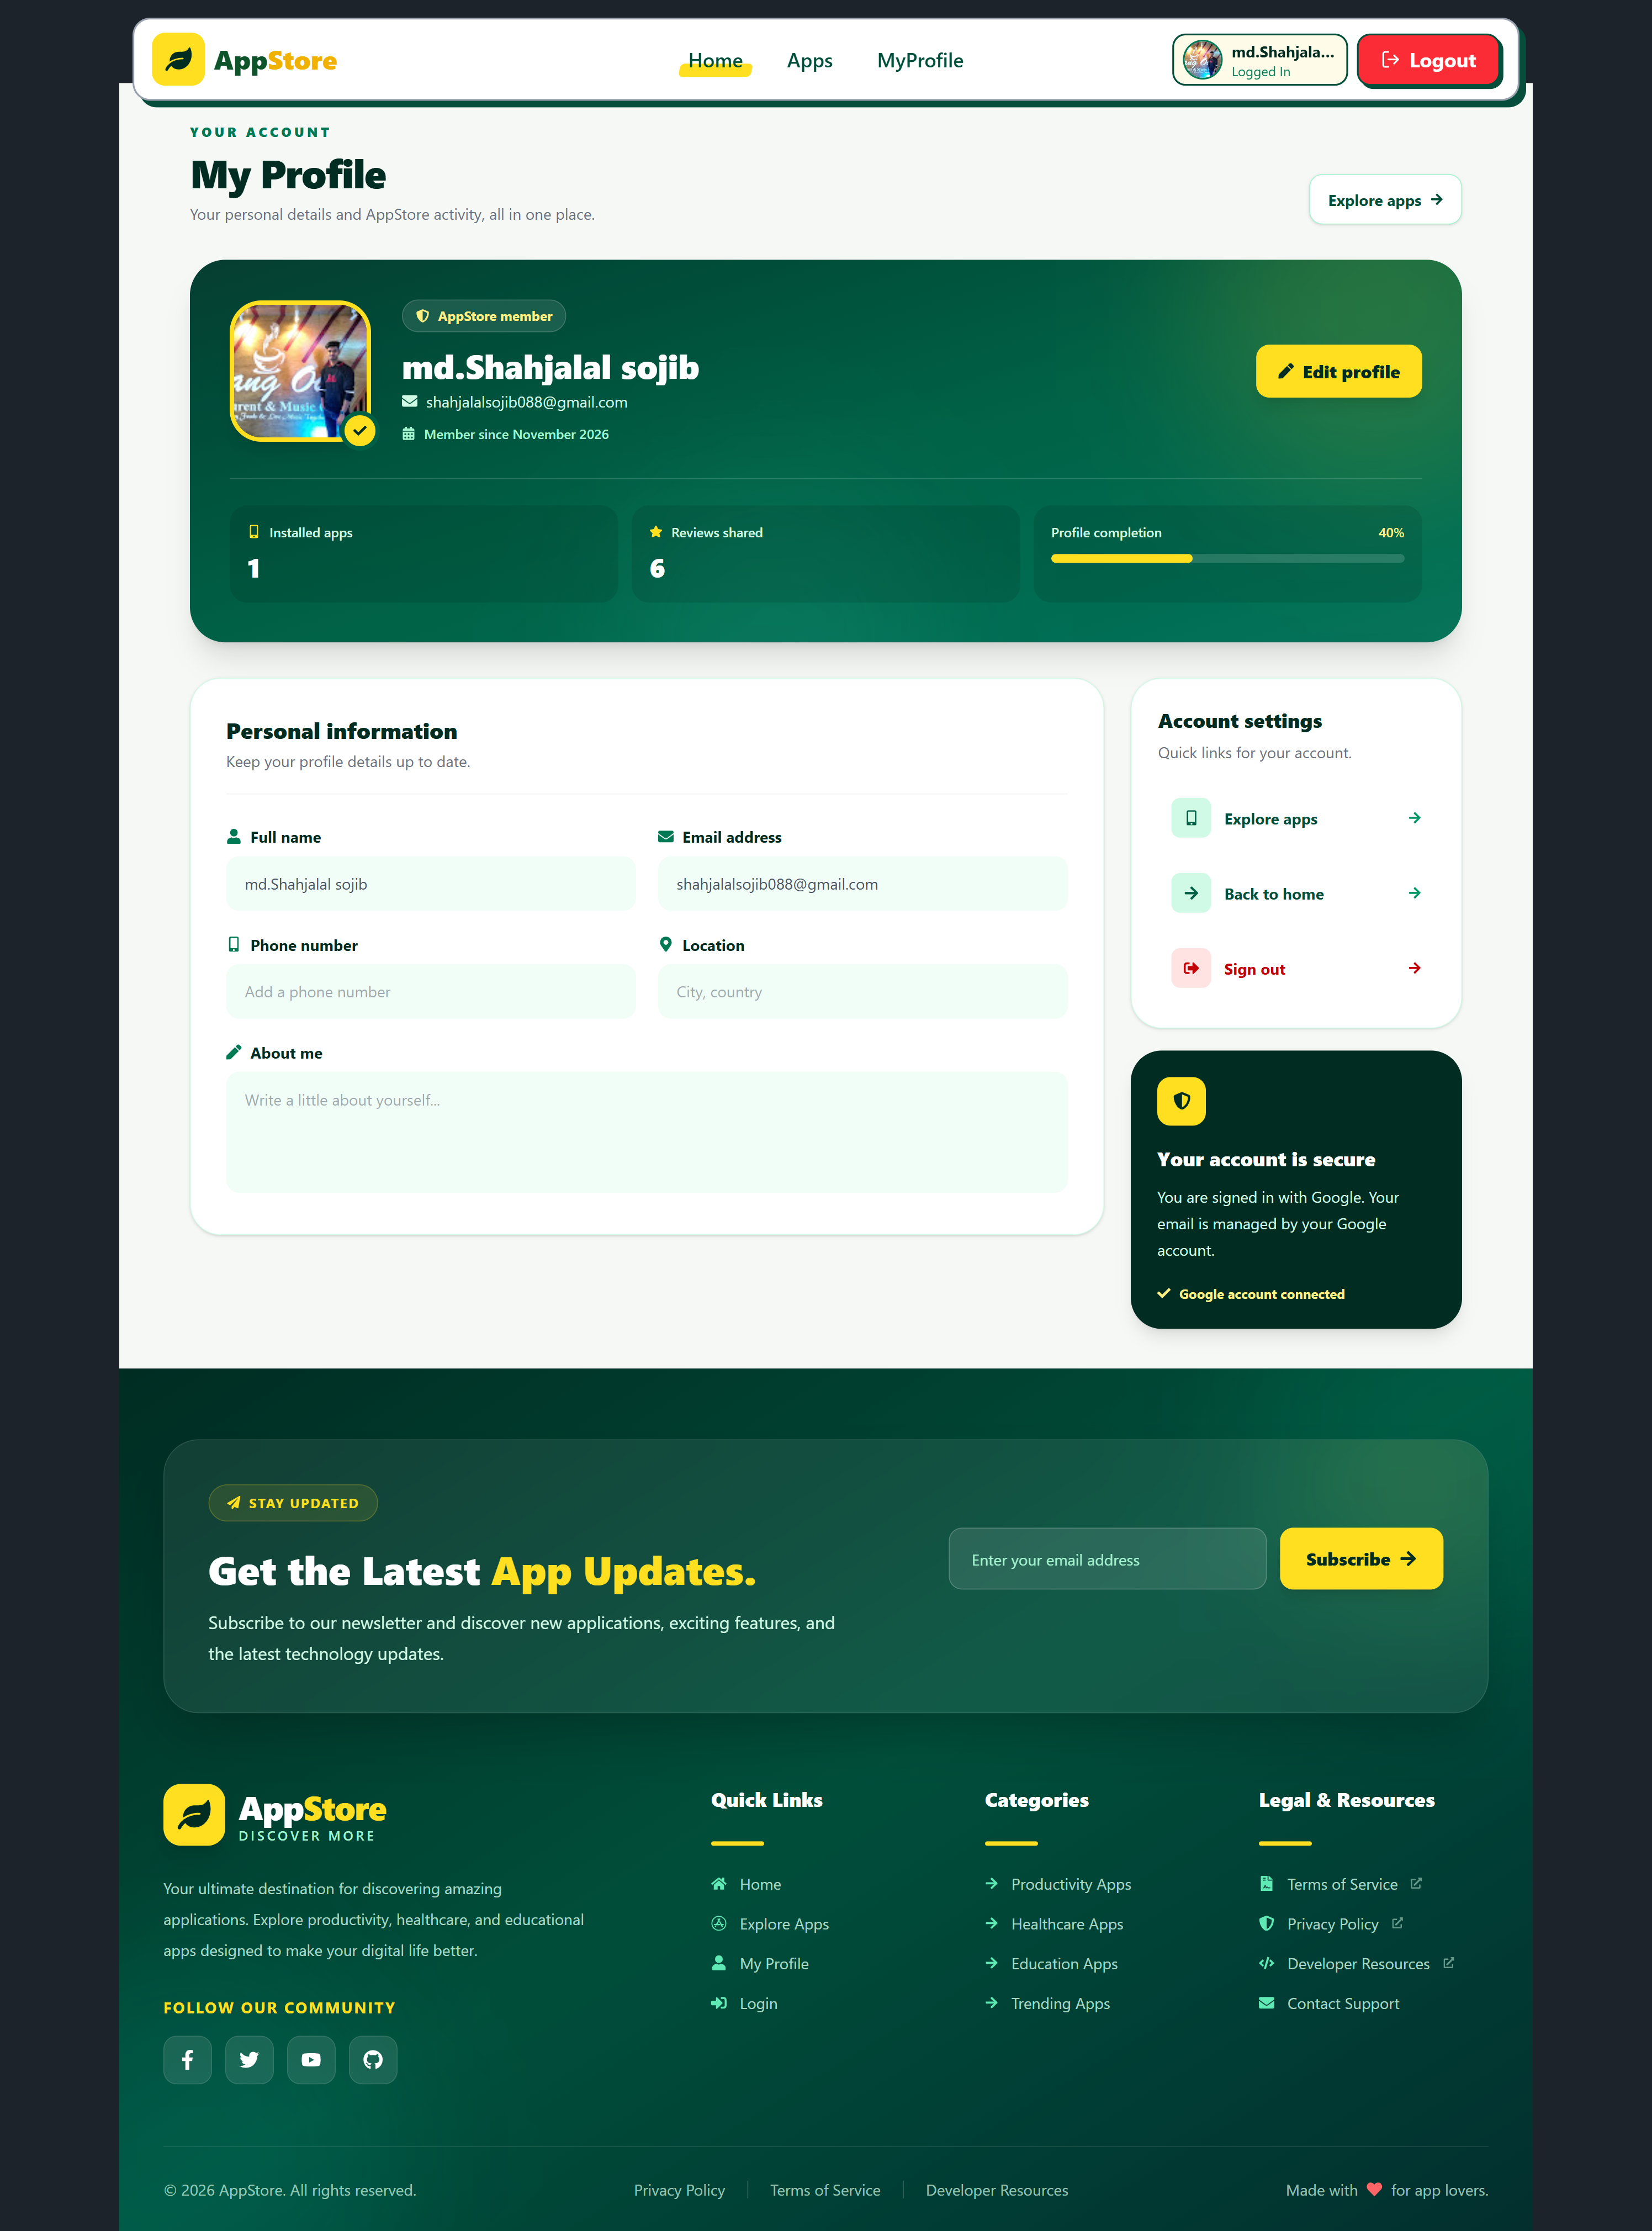 AppStore
Home
Apps
MyProfile
md.Shahjala...
Logged In
Logout
YOUR ACCOUNT
My Profile
Your personal details and AppStore activity, all in one place.
Explore apps
AppStore member
md.Shahjalal sojib
shahjalalsojib088@gmail.com
Member since November 2026
Edit profile
Installed apps
1
Reviews shared
6
Profile completion
40%
Personal information
Keep your profile details up to date.
Full name
md.Shahjalal sojib
Email address
shahjalalsojib088@gmail.com
Phone number
Add a phone number
Location
City, country
About me
Write a little about yourself...
Account settings
Quick links for your account.
Explore apps
Back to home
Sign out
Your account is secure
You are signed in with Google. Your
email is managed by your Google
account.
Google account connected
STAY UPDATED
Get the Latest App Updates.
Subscribe to our newsletter and discover new applications, exciting features, and
the latest technology updates.
Enter your email address
Subscribe
AppStore
DISCOVER MORE
Your ultimate destination for discovering amazing
applications. Explore productivity, healthcare, and educational
apps designed to make your digital life better.
FOLLOW OUR COMMUNITY
Quick Links
Home
Explore Apps
My Profile
Login
Categories
Productivity Apps
Healthcare Apps
Education Apps
Trending Apps
Legal & Resources
Terms of Service
Privacy Policy
Developer Resources
Contact Support
© 2026 AppStore. All rights reserved.
Privacy Policy
Terms of Service
Developer Resources
Made with
for app lovers.